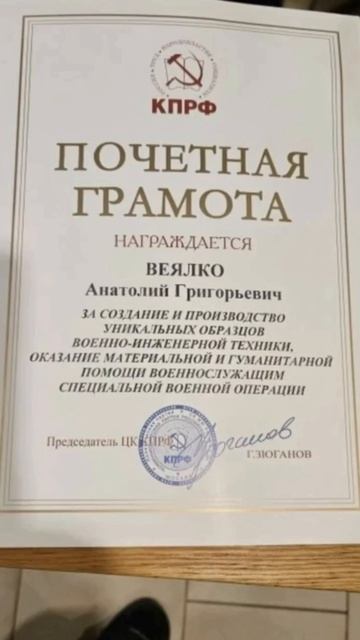 КПРФ
ПОЧЕТНАЯ
ГРАМОТА
НАГРАЖДАЕТСЯ
ВЕЯЛКО
Анатолий Григорьевич
ЗА СОЗДАНИЕ И ПРОИЗВОДСТВО
УНИКАЛЬНЫХ ОБРАЗЦОВ
ВОЕННО-ИНЖЕНЕРНОЙ ТЕХНИКИ,
ОКАЗАНИЕ МАТЕРИАЛЬНОЙ И ГУМАНИТАРНОЙ
ПОМОЩИ ВОЕННОСЛУЖАЩИМ
СПЕЦИАЛЬНОЙ ВОЕННОЙ ОПЕРАЦИИ
Председатель ЦК КПРФ
КПРФ
Г.ЗЮГАНОВ